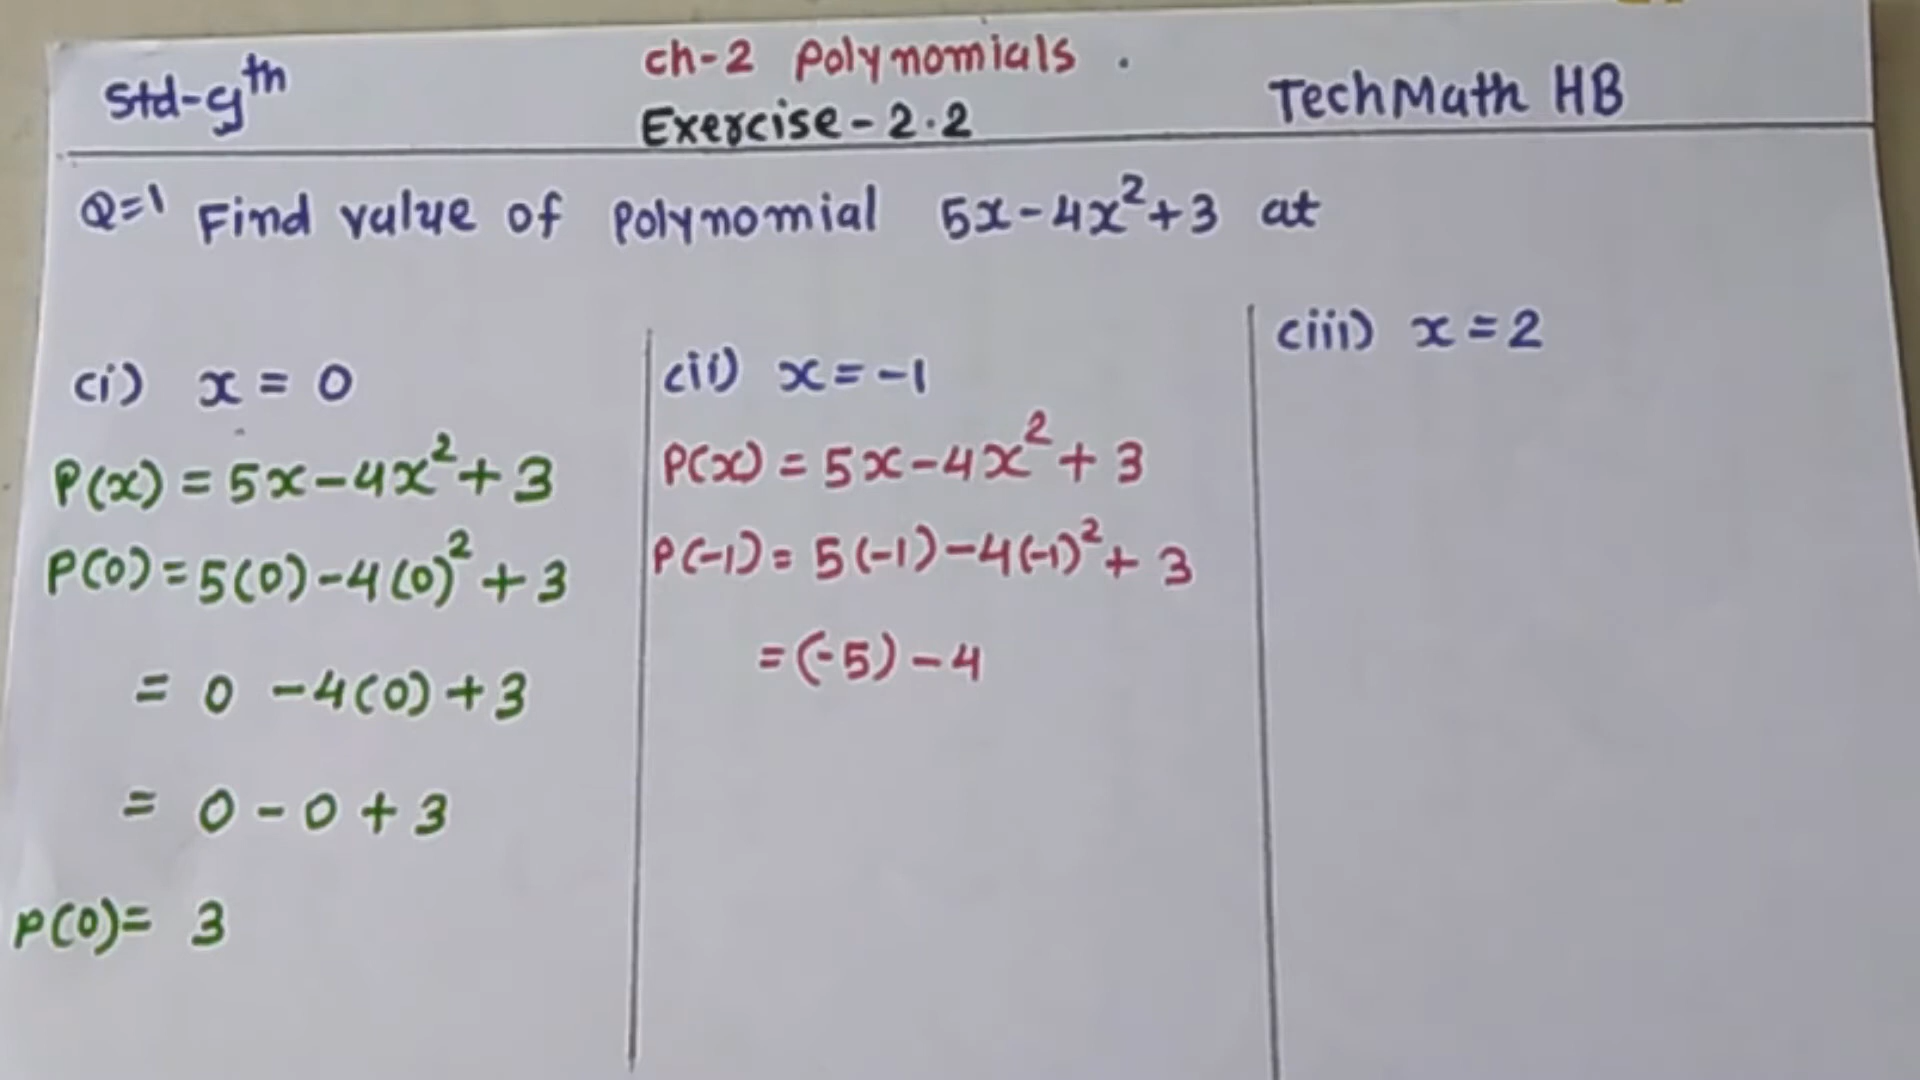 Std-9th
ch-2 Polynomials.
Exercise-2.2
TechMath HB
Q=1 Find value of Polynomial 5x-4x²+3 at
(i) x = 0
P(x) = 5x-4x²+3
P(0) = 5(0)-4(0)²+3
= 0 -4(0)+3
= 0-0+3
P(0)= 3
(ii) x=-1
P(x) = 5x-4x²+3
P(-1) = 5(-1)-4(-1)²+3
=(-5)-4
(iii) x=2